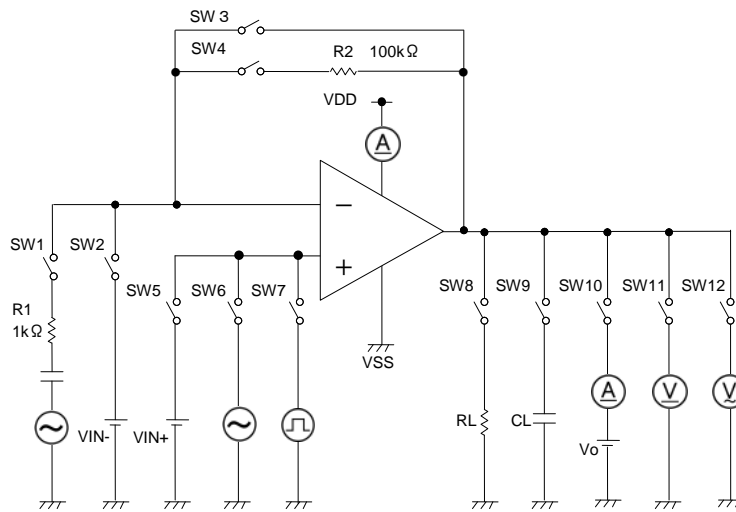 SW 3
SW4
R2 100kΩ
VDD
A
−
+
SW1
SW2
SW5
SW6
SW7
SW8
SW9
SW10
SW11
SW12
R1
1kΩ
VSS
A
V
V
VIN-
VIN+
RL
CL
Vo